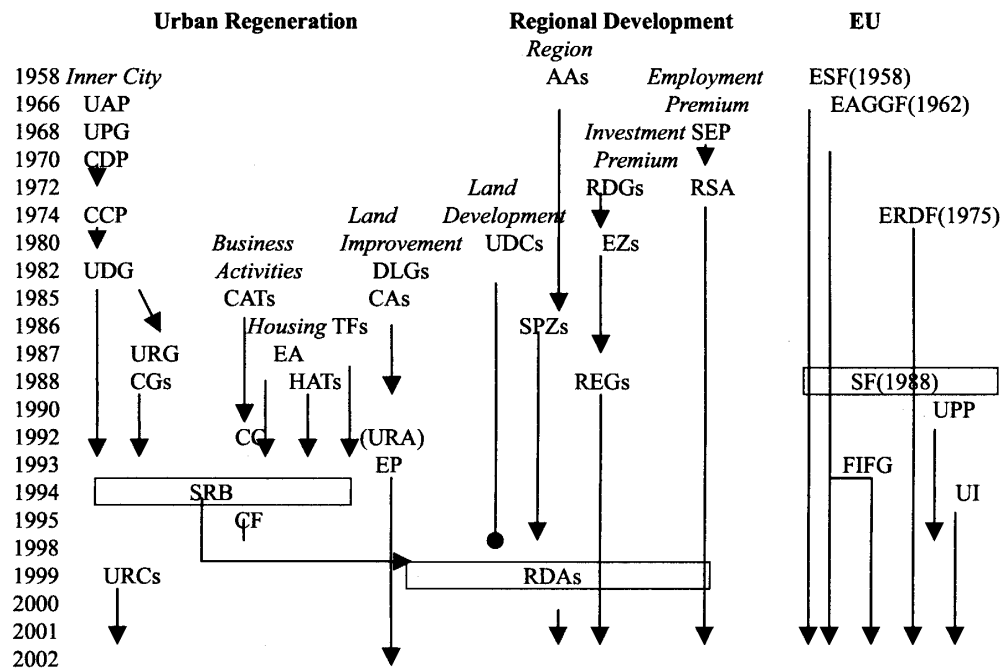 Urban Regeneration Regional Development EU
Region
1958 Inner City AAs Employment ESF(1958)
1966 UAP Premium EAGGF(1962)
1968 UPG Investment SEP
1970 CDP Premium
1972 Land RDGs RSA
1974 CCP Land Development ERDF(1975)
1980 Business Improvement UDCs EZs
1982 UDG Activities DLGs
1985 CATs CAs
1986 Housing TFs SPZs
1987 URG EA
1988 CGs HATs REGs SF(1988)
1990 UPP
1992 CC (URA)
1993 EP FIFG
1994 SRB UI
1995 CF
1998
1999 URCs RDAs
2000
2001
2002